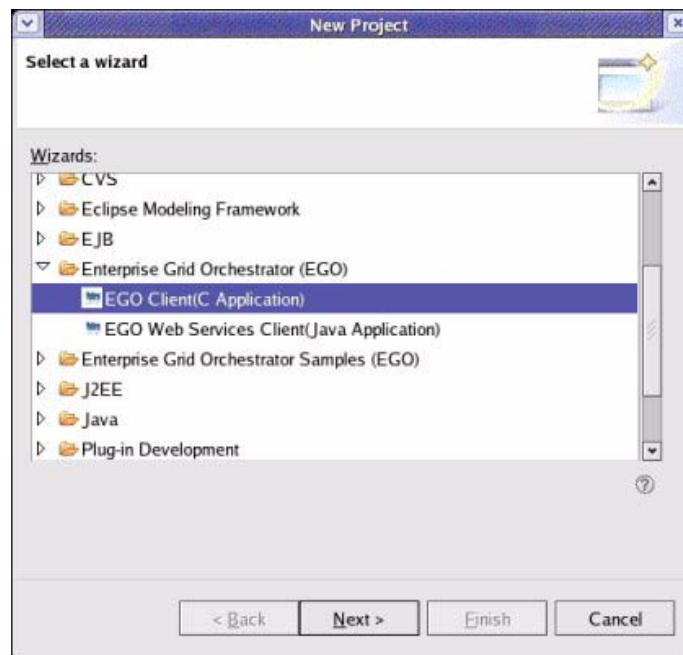 New Project
Select a wizard
Wizards:
CVS
Eclipse Modeling Framework
EJB
Enterprise Grid Orchestrator (EGO)
EGO Client(C Application)
EGO Web Services Client(Java Application)
Enterprise Grid Orchestrator Samples (EGO)
J2EE
Java
Plug-in Development
?
< Back Next > Finish Cancel